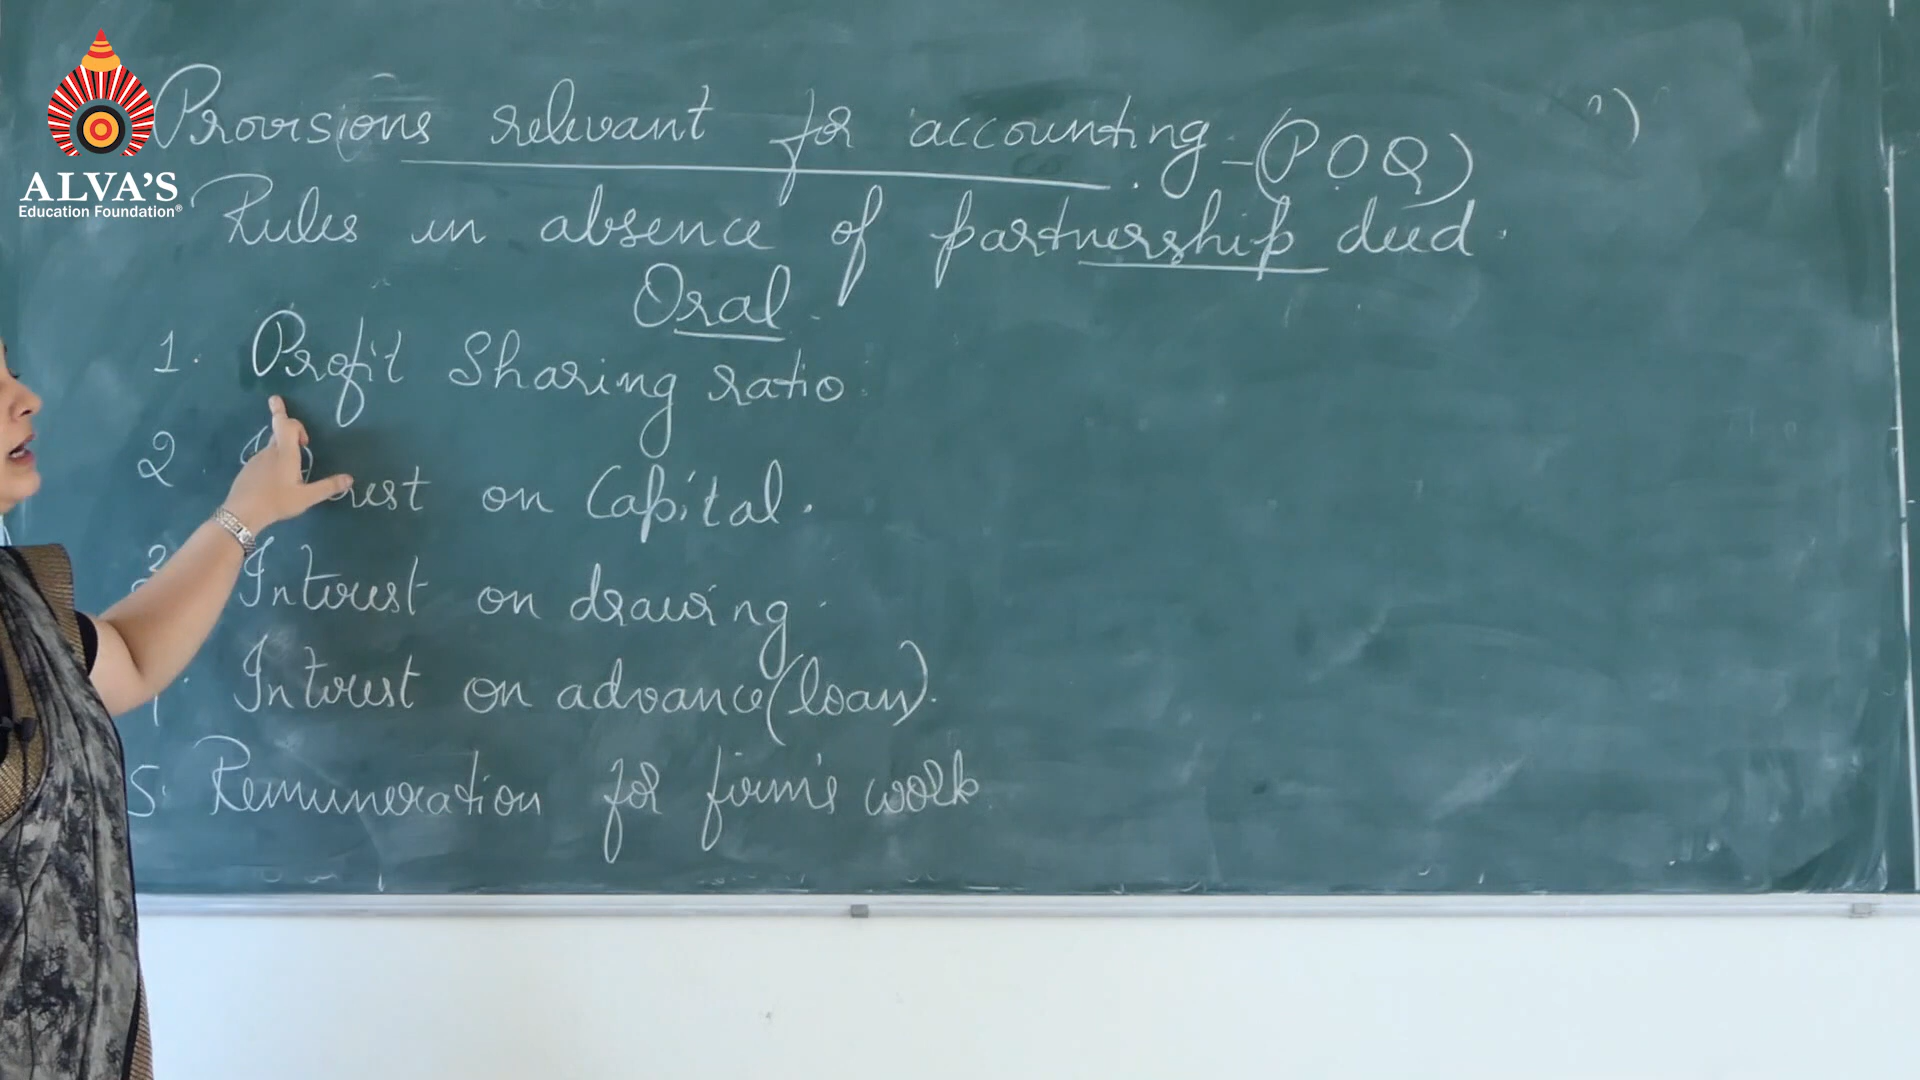 ALVA'S
Education Foundation®
Provisions relevant for accounting - (POQ)
Rules in absence of partnership deed.
Oral
1. Profit Sharing ratio.
2. on Capital.
3 Interest on drawing.
Interest on advance (loan).
5. Remuneration for firm's work